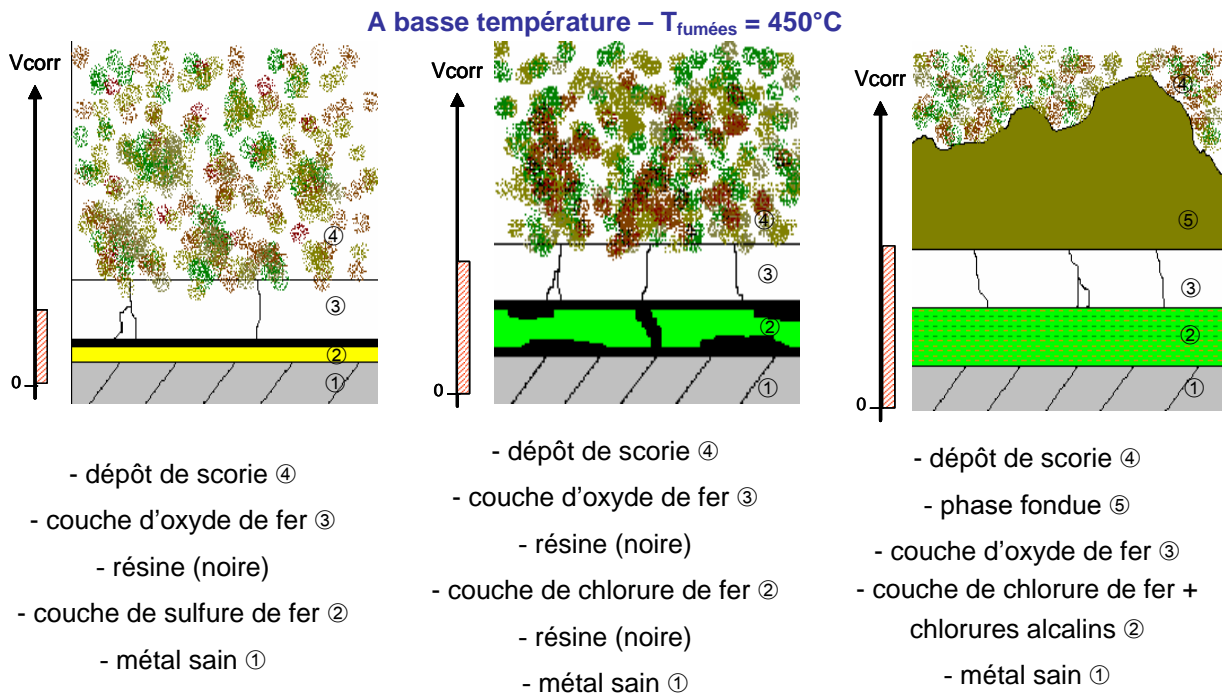 A basse température – Tfumées = 450°C
Vcorr
④
③
②
①
0
- dépôt de scorie ④
- couche d'oxyde de fer ③
- résine (noire)
- couche de sulfure de fer ②
- métal sain ①
Vcorr
④
③
②
①
0
- dépôt de scorie ④
- couche d'oxyde de fer ③
- résine (noire)
- couche de chlorure de fer ②
- résine (noire)
- métal sain ①
Vcorr
④
⑤
③
②
①
0
- dépôt de scorie ④
- phase fondue ⑤
- couche d'oxyde de fer ③
- couche de chlorure de fer +
chlorures alcalins ②
- métal sain ①